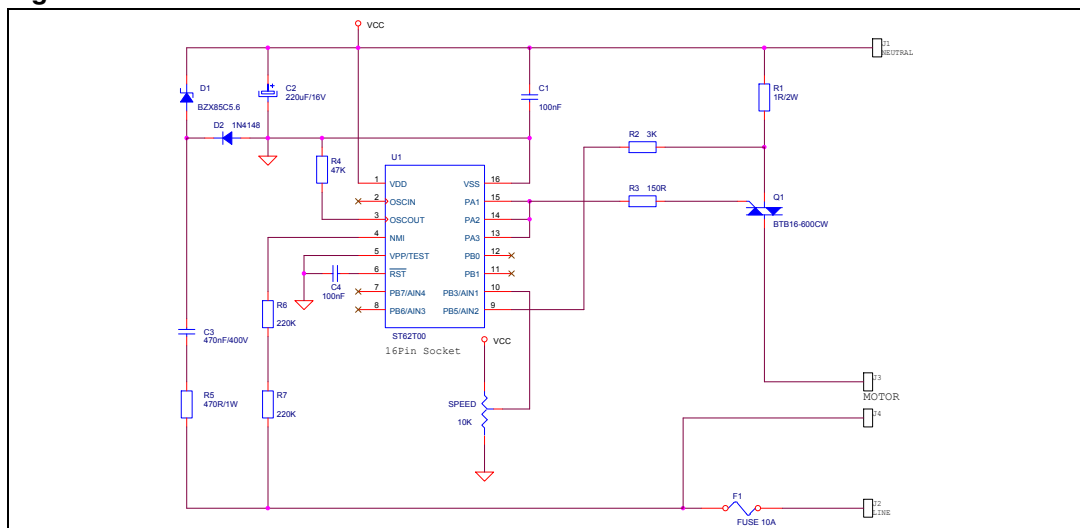 VCC
J1
NEUTRAL
D1
BZX85C5.6
C2
220uF/16V
C1
100nF
R1
1R/2W
D2 1N4148
R2 3K
R4
47K
U1
1 VDD VSS 16
2 OSCIN PA1 15
3 OSCOUT PA2 14
4 NMI PA3 13
5 VPP/TEST PB0 12
6 RST PB1 11
7 PB7/AIN4 PB3/AIN1 10
8 PB6/AIN3 PB5/AIN2 9
ST62T00
16Pin Socket
R3 150R
Q1
BTB16-600CW
C4
100nF
R6
220K
C3
470nF/400V
R5
470R/1W
R7
220K
VCC
SPEED
10K
J3
MOTOR
J4
F1
FUSE 10A
J2
LINE